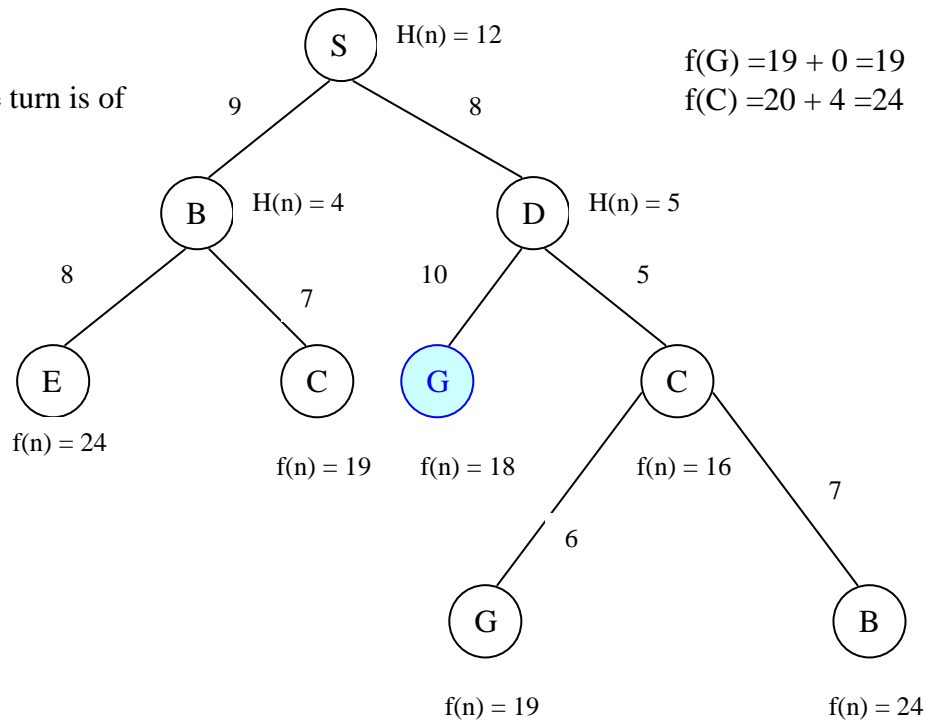 S
H(n) = 12
f(G) =19 + 0 =19
turn is of
9
8
f(C) =20 + 4 =24
B
H(n) = 4
D
H(n) = 5
8
7
10
5
E
C
G
C
f(n) = 24
f(n) = 19
f(n) = 18
f(n) = 16
7
6
G
B
f(n) = 19
f(n) = 24